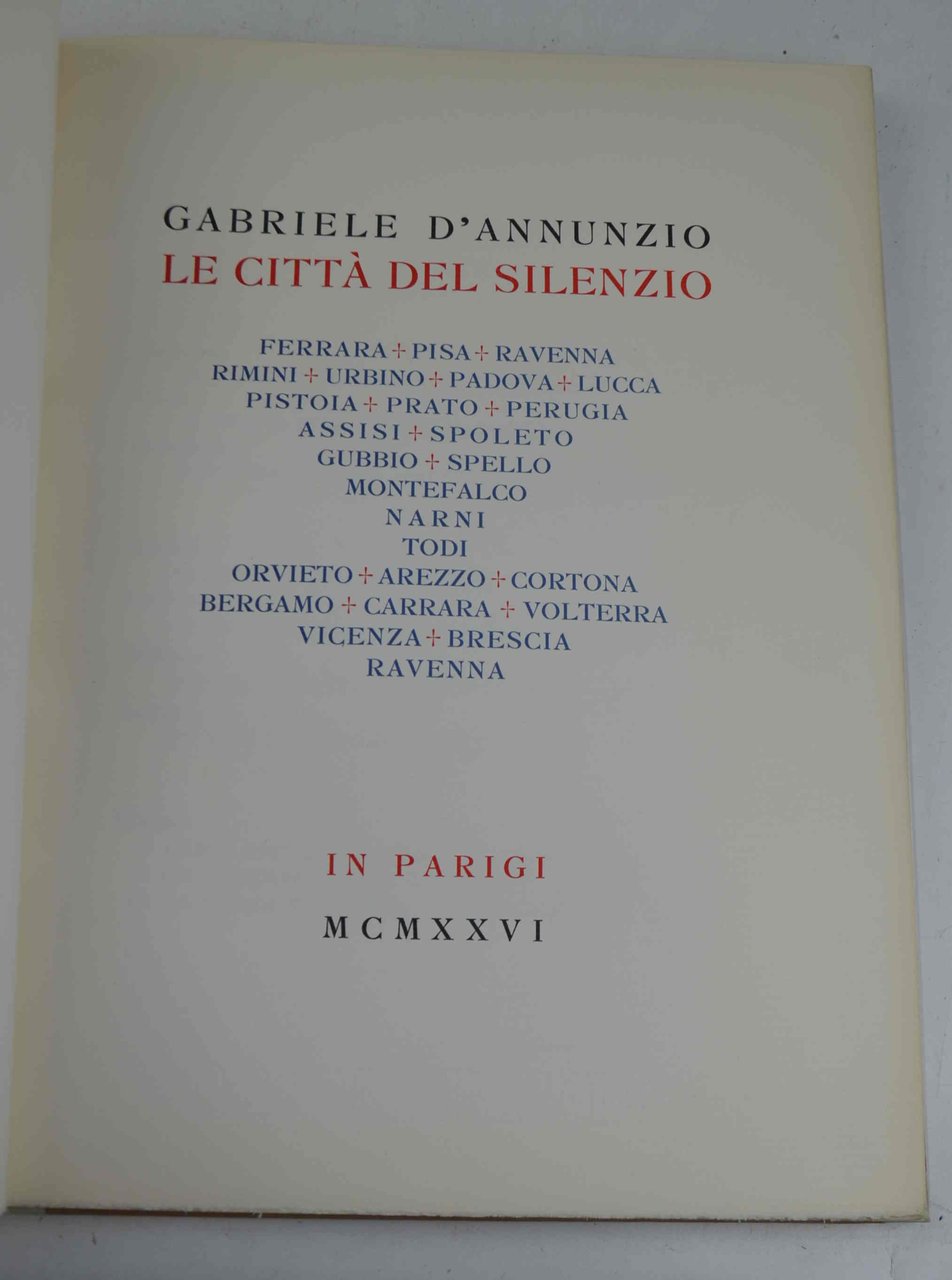 GABRIELE D'ANNUNZIO
LE CITTÀ DEL SILENZIO
FERRARA + PISA + RAVENNA
RIMINI + URBINO + PADOVA + LUCCA
PISTOIA + PRATO + PERUGIA
ASSISI + SPOLETO
GUBBIO + SPELLO
MONTEFALCO
NARNI
TODI
ORVIETO + AREZZO + CORTONA
BERGAMO + CARRARA + VOLTERRA
VICENZA + BRESCIA
RAVENNA
IN PARIGI
MCMXXVI